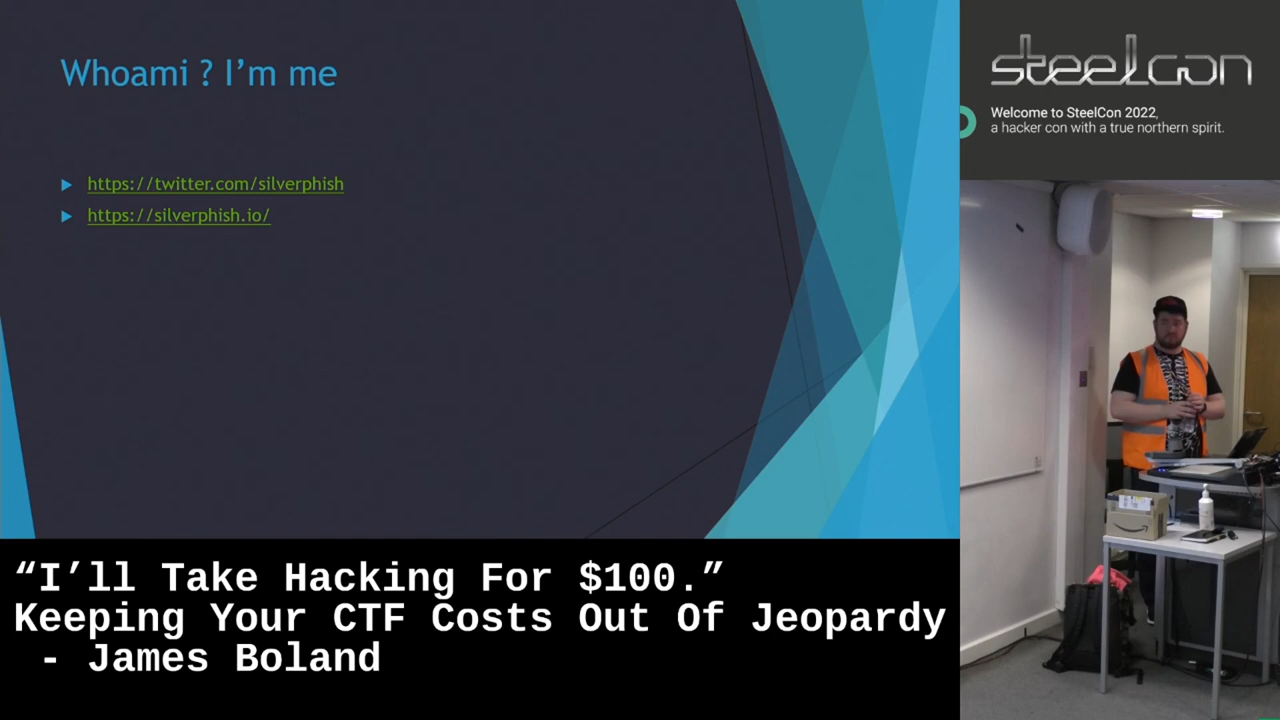 Whoami ? I'm me
https://twitter.com/silverphish
https://silverphish.io/
steelcon
Welcome to SteelCon 2022,
a hacker con with a true northern spirit.
“I’ll Take Hacking For $100.”
Keeping Your CTF Costs Out Of Jeopardy
- James Boland